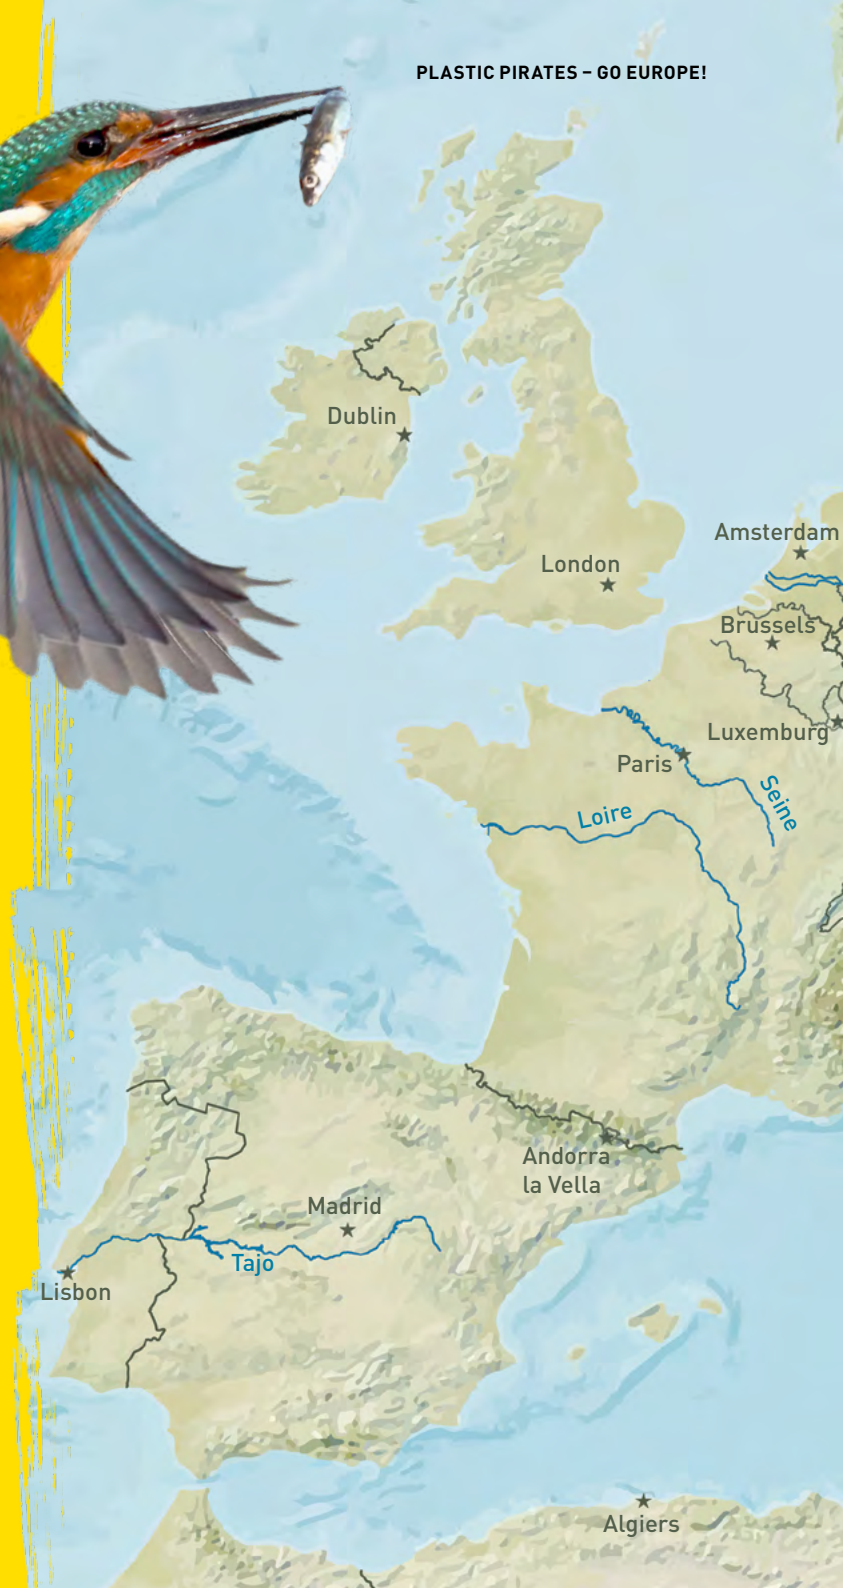 PLASTIC PIRATES – GO EUROPE!
Dublin
Amsterdam
London
Brussels
Luxemburg
Paris
Seine
Loire
Andorra
la Vella
Madrid
Tajo
Lisbon
Algiers